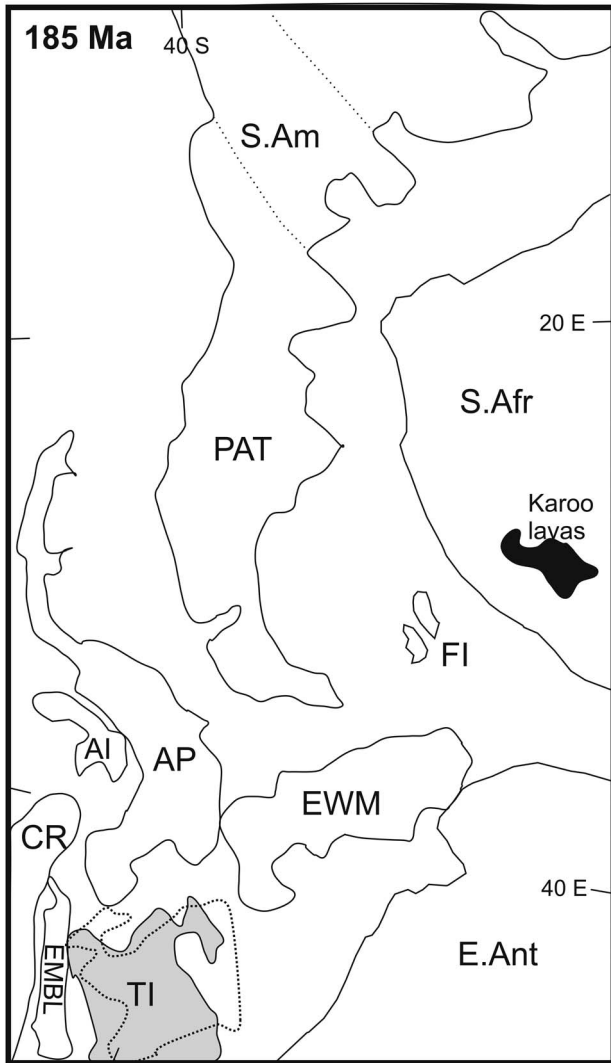 185 Ma
40 S
S.Am
20 E
S.Afr
PAT
Karoo
lavas
FI
AI
AP
EWM
CR
40 E
EMBL
TI
E.Ant